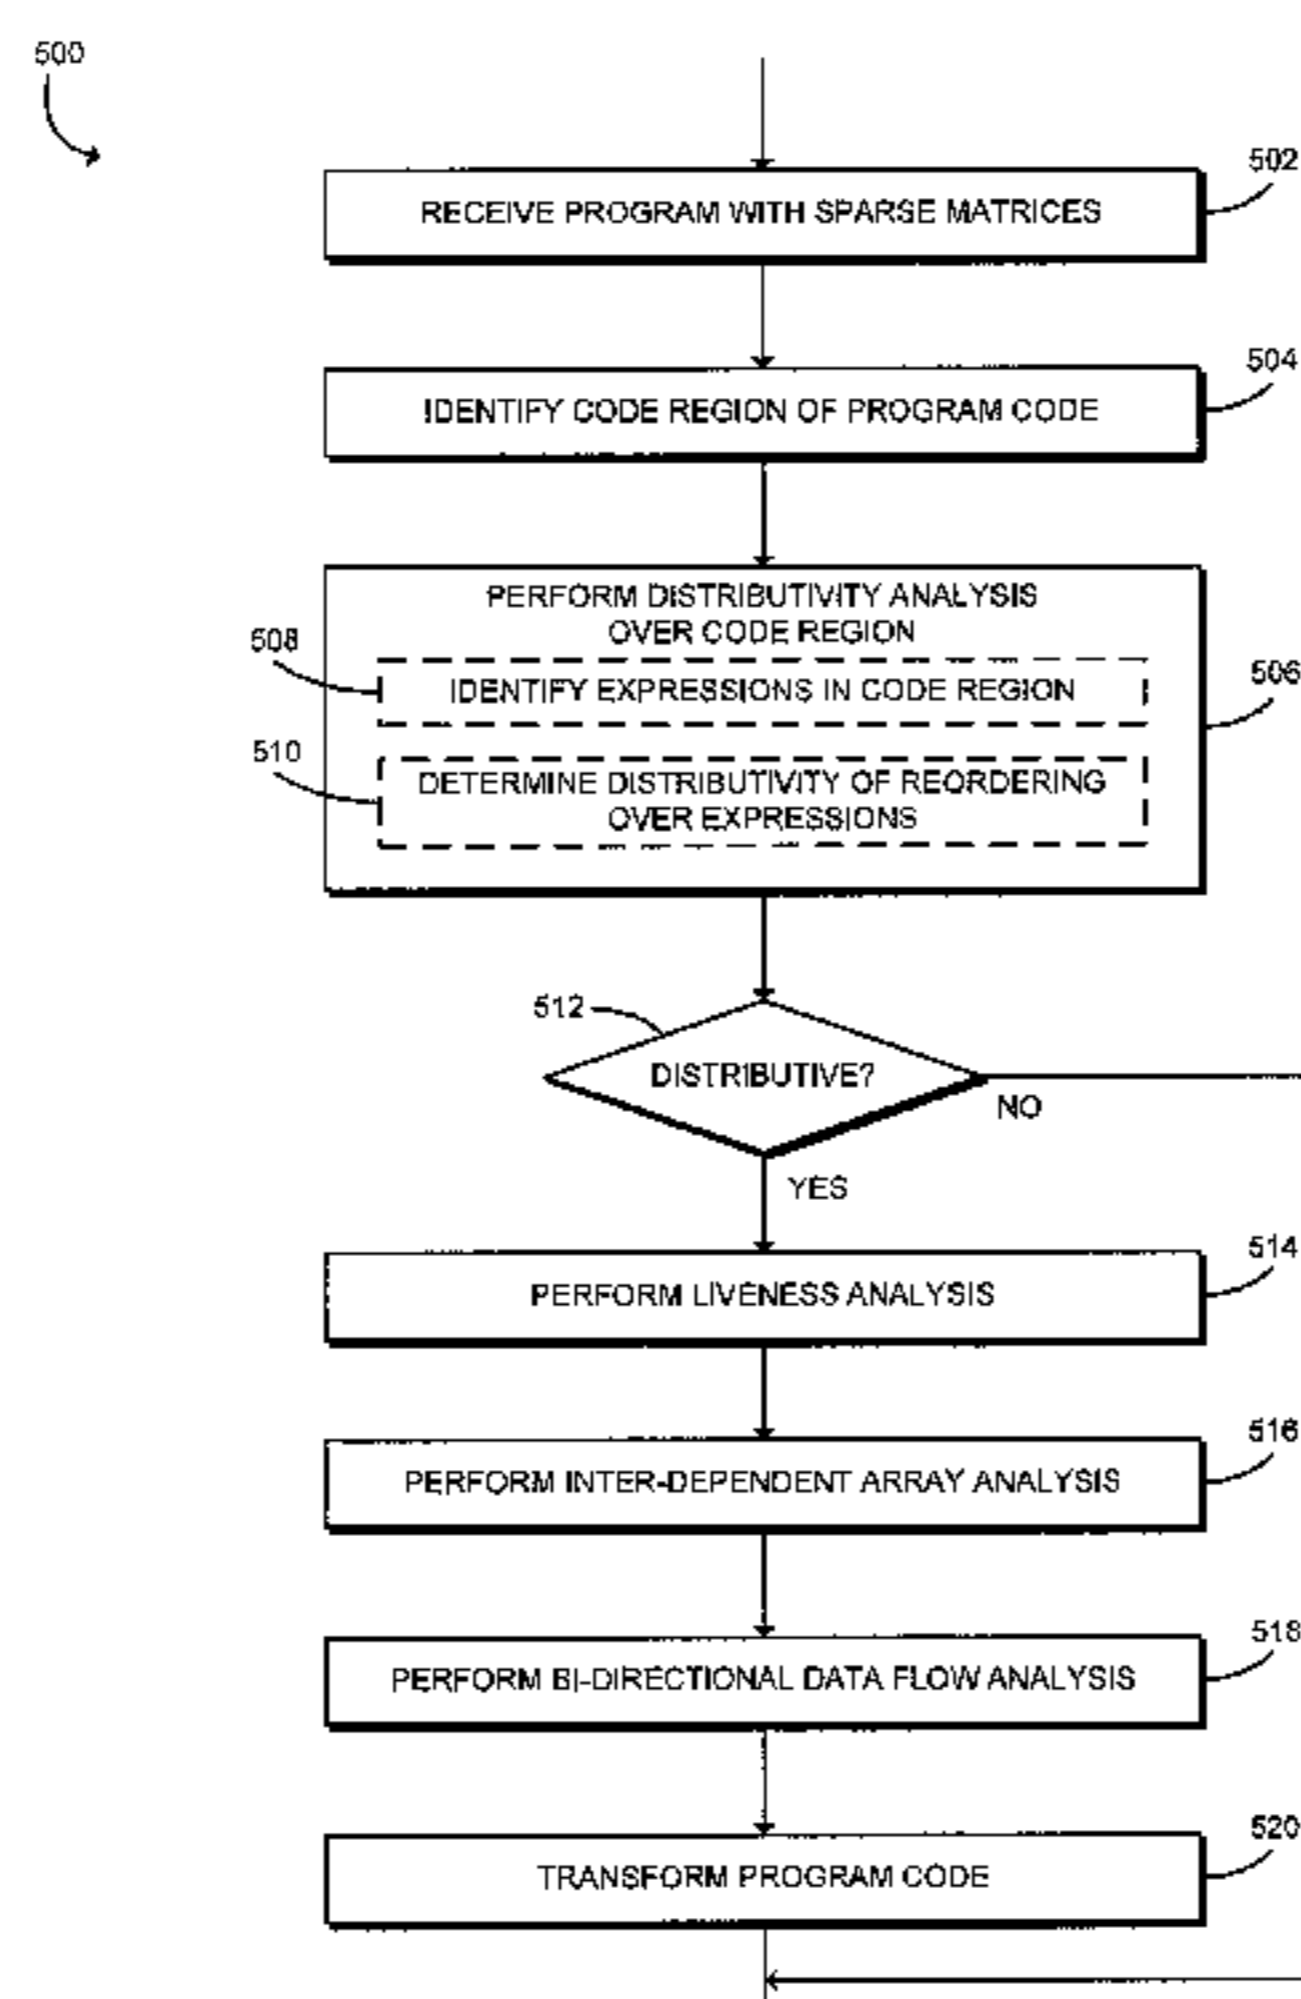 500
502
RECEIVE PROGRAM WITH SPARSE MATRICES
504
IDENTIFY CODE REGION OF PROGRAM CODE
PERFORM DISTRIBUTIVITY ANALYSIS
OVER CODE REGION
508
506
IDENTIFY EXPRESSIONS IN CODE REGION
510
DETERMINE DISTRIBUTIVITY OF REORDERING
OVER EXPRESSIONS
512
DISTRIBUTIVE?
NO
YES
514
PERFORM LIVENESS ANALYSIS
516
PERFORM INTER-DEPENDENT ARRAY ANALYSIS
518
PERFORM BI-DIRECTIONAL DATA FLOW ANALYSIS
520
TRANSFORM PROGRAM CODE